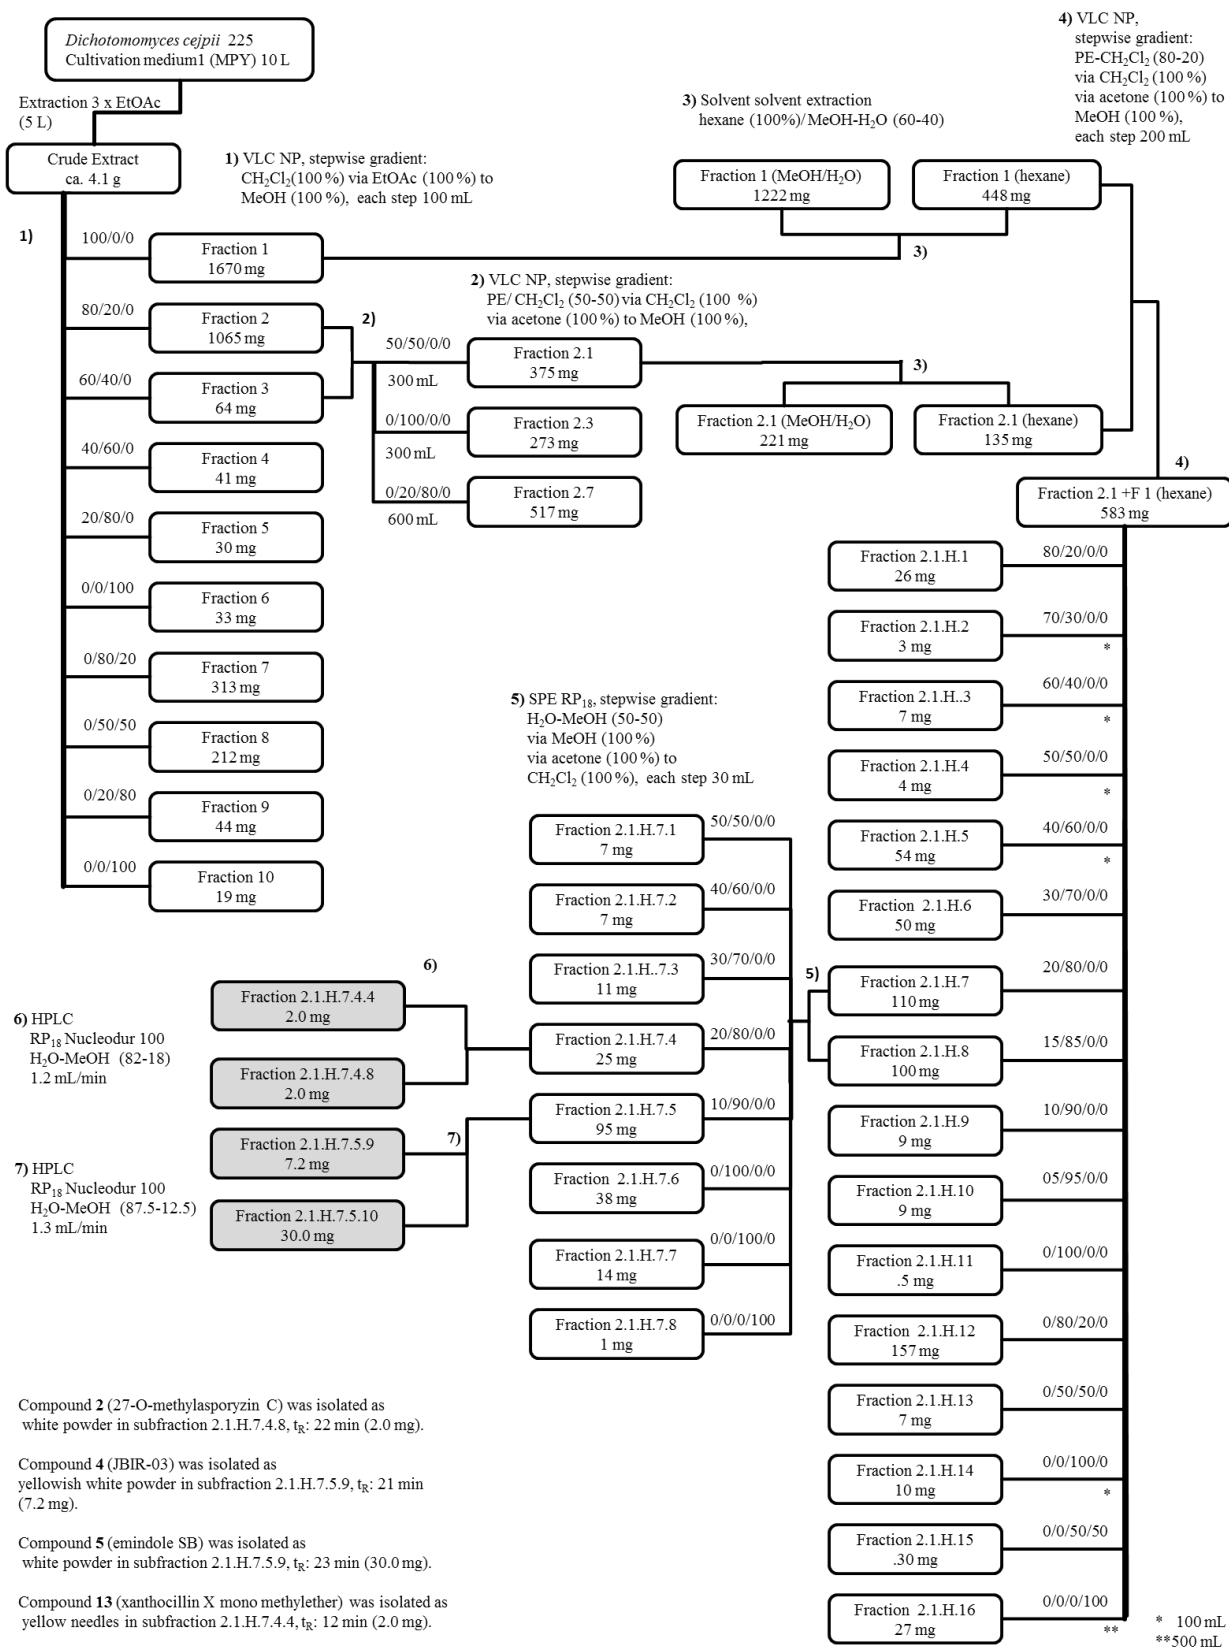 Dichotomomyces cejpii 225
Cultivation medium1 (MPY) 10 L
Extraction 3 x EtOAc
(5 L)
Crude Extract
ca. 4.1 g
1) VLC NP, stepwise gradient:
CH₂Cl₂(100 %) via EtOAc (100 %) to
MeOH (100 %), each step 100 mL
3) Solvent solvent extraction
hexane (100%)/ MeOH-H₂O (60-40)
4) VLC NP,
stepwise gradient:
PE-CH₂Cl₂ (80-20)
via CH₂Cl₂ (100 %)
via acetone (100 %) to
MeOH (100 %),
each step 200 mL
Fraction 1 (MeOH/H₂O)
1222 mg
Fraction 1 (hexane)
448 mg
1)
100/0/0
Fraction 1
1670 mg
3)
80/20/0
Fraction 2
1065 mg
60/40/0
Fraction 3
64 mg
40/60/0
Fraction 4
41 mg
20/80/0
Fraction 5
30 mg
0/0/100
Fraction 6
33 mg
0/80/20
Fraction 7
313 mg
0/50/50
Fraction 8
212 mg
0/20/80
Fraction 9
44 mg
0/0/100
Fraction 10
19 mg
2) VLC NP, stepwise gradient:
PE/ CH₂Cl₂ (50-50) via CH₂Cl₂ (100 %)
via acetone (100 %) to MeOH (100 %),
2)
50/50/0/0
300 mL
Fraction 2.1
375 mg
0/100/0/0
300 mL
Fraction 2.3
273 mg
0/20/80/0
600 mL
Fraction 2.7
517 mg
3)
Fraction 2.1 (MeOH/H₂O)
221 mg
Fraction 2.1 (hexane)
135 mg
4)
Fraction 2.1 +F 1 (hexane)
583 mg
Fraction 2.1.H.1
26 mg
80/20/0/0
Fraction 2.1.H.2
3 mg
70/30/0/0
*
Fraction 2.1.H..3
7 mg
60/40/0/0
*
Fraction 2.1.H.4
4 mg
50/50/0/0
*
Fraction 2.1.H.5
54 mg
40/60/0/0
*
Fraction 2.1.H.6
50 mg
30/70/0/0
Fraction 2.1.H.7
110 mg
20/80/0/0
Fraction 2.1.H.8
100 mg
15/85/0/0
Fraction 2.1.H.9
9 mg
10/90/0/0
Fraction 2.1.H.10
9 mg
05/95/0/0
Fraction 2.1.H.11
.5 mg
0/100/0/0
Fraction 2.1.H.12
157 mg
0/80/20/0
Fraction 2.1.H.13
7 mg
0/50/50/0
Fraction 2.1.H.14
10 mg
0/0/100/0
*
Fraction 2.1.H.15
.30 mg
0/0/50/50
Fraction 2.1.H.16
27 mg
0/0/0/100
**
* 100 mL
**500 mL
5) SPE RP₁₈, stepwise gradient:
H₂O-MeOH (50-50)
via MeOH (100 %)
via acetone (100 %) to
CH₂Cl₂ (100 %), each step 30 mL
5)
Fraction 2.1.H.7.1
7 mg
50/50/0/0
Fraction 2.1.H.7.2
7 mg
40/60/0/0
Fraction 2.1.H..7.3
11 mg
30/70/0/0
Fraction 2.1.H.7.4
25 mg
20/80/0/0
Fraction 2.1.H.7.5
95 mg
10/90/0/0
Fraction 2.1.H.7.6
38 mg
0/100/0/0
Fraction 2.1.H.7.7
14 mg
0/0/100/0
Fraction 2.1.H.7.8
1 mg
0/0/0/100
6)
Fraction 2.1.H.7.4.4
2.0 mg
Fraction 2.1.H.7.4.8
2.0 mg
7)
Fraction 2.1.H.7.5.9
7.2 mg
Fraction 2.1.H.7.5.10
30.0 mg
6) HPLC
RP₁₈ Nucleodur 100
H₂O-MeOH (82-18)
1.2 mL/min
7) HPLC
RP₁₈ Nucleodur 100
H₂O-MeOH (87.5-12.5)
1.3 mL/min
Compound 2 (27-O-methylasporyzin C) was isolated as
white powder in subfraction 2.1.H.7.4.8, tR: 22 min (2.0 mg).
Compound 4 (JBIR-03) was isolated as
yellowish white powder in subfraction 2.1.H.7.5.9, tR: 21 min
(7.2 mg).
Compound 5 (emindole SB) was isolated as
white powder in subfraction 2.1.H.7.5.9, tR: 23 min (30.0 mg).
Compound 13 (xanthocillin X mono methylether) was isolated as
yellow needles in subfraction 2.1.H.7.4.4, tR: 12 min (2.0 mg).